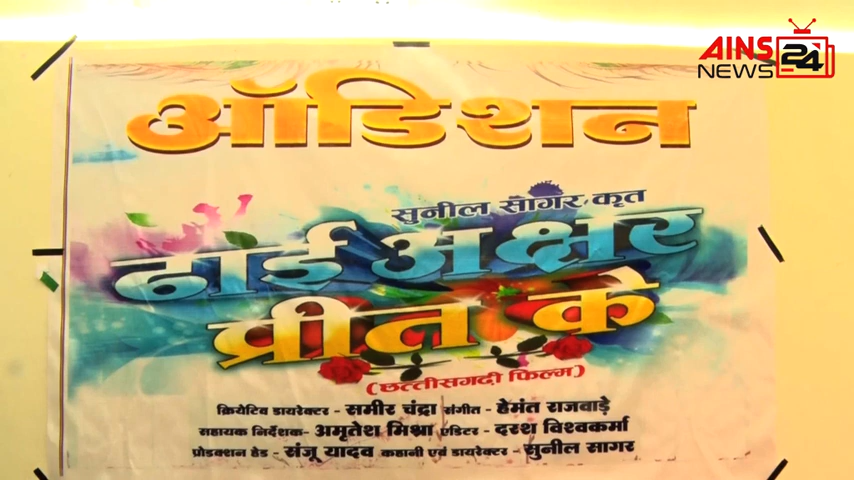 AINS
NEWS 24
ऑडिशन
सुनील सागर कृत
ढाई अक्षर
प्रीत के
(छत्तीसगढी फिल्म)
क्रियेटिव डायरेक्टर - समीर चंद्रा संगीत - हेमंत राजवाड़े
सहायक निर्देशक- अमृतेश मिश्रा एडिटर - दरश विश्वकर्मा
प्रोडक्शन हेड - संजू यादव कहानी एवं डायरेक्टर - सुनील सागर